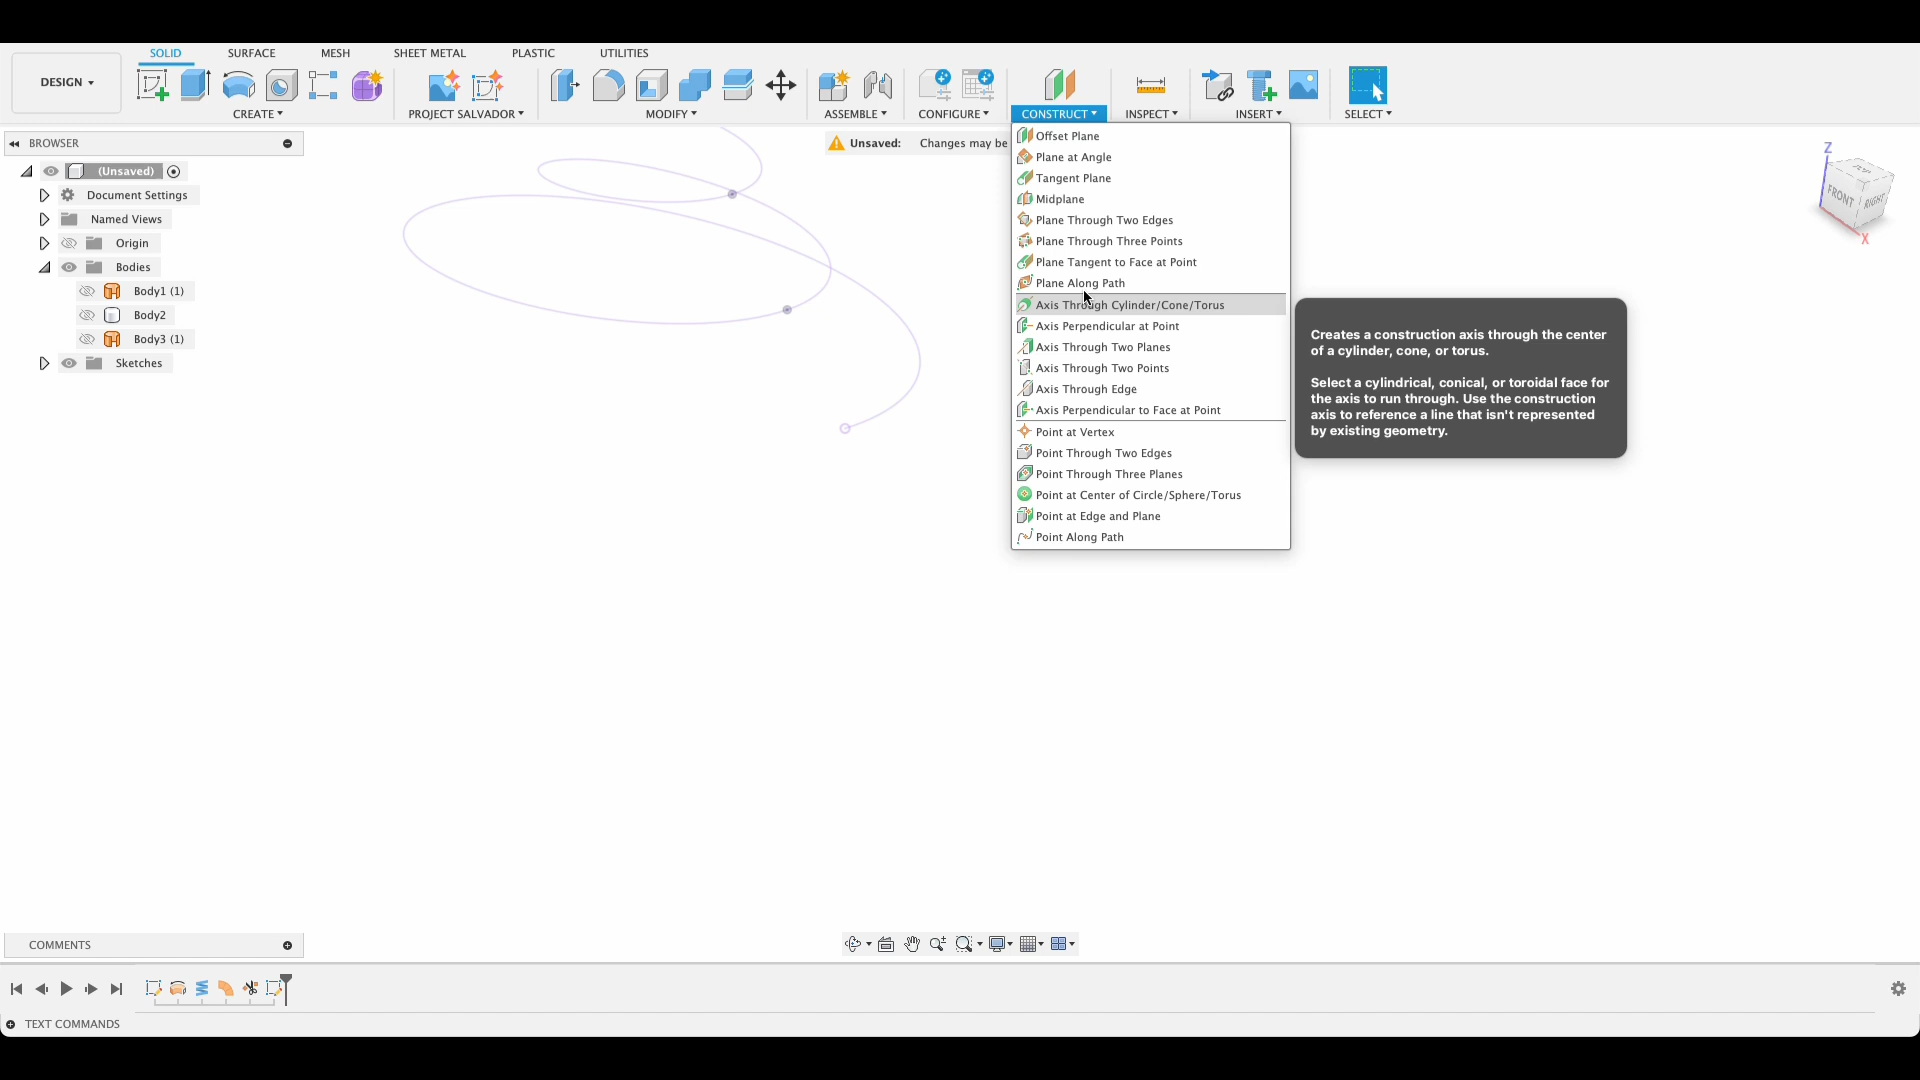 SOLID SURFACE MESH SHEET METAL PLASTIC UTILITIES
DESIGN
CREATE PROJECT SALVADOR MODIFY ASSEMBLE CONFIGURE CONSTRUCT INSPECT INSERT SELECT
BROWSER
Unsaved: Changes may be
(Unsaved)
Document Settings
Named Views
Origin
Bodies
Body1 (1)
Body2
Body3 (1)
Sketches
Offset Plane
Plane at Angle
Tangent Plane
Midplane
Plane Through Two Edges
Plane Through Three Points
Plane Tangent to Face at Point
Plane Along Path
Axis Through Cylinder/Cone/Torus
Axis Perpendicular at Point
Axis Through Two Planes
Axis Through Two Points
Axis Through Edge
Axis Perpendicular to Face at Point
Point at Vertex
Point Through Two Edges
Point Through Three Planes
Point at Center of Circle/Sphere/Torus
Point at Edge and Plane
Point Along Path
Creates a construction axis through the center
of a cylinder, cone, or torus.
Select a cylindrical, conical, or toroidal face for
the axis to run through. Use the construction
axis to reference a line that isn't represented
by existing geometry.
Z
TOP
FRONT RIGHT
X
COMMENTS
TEXT COMMANDS